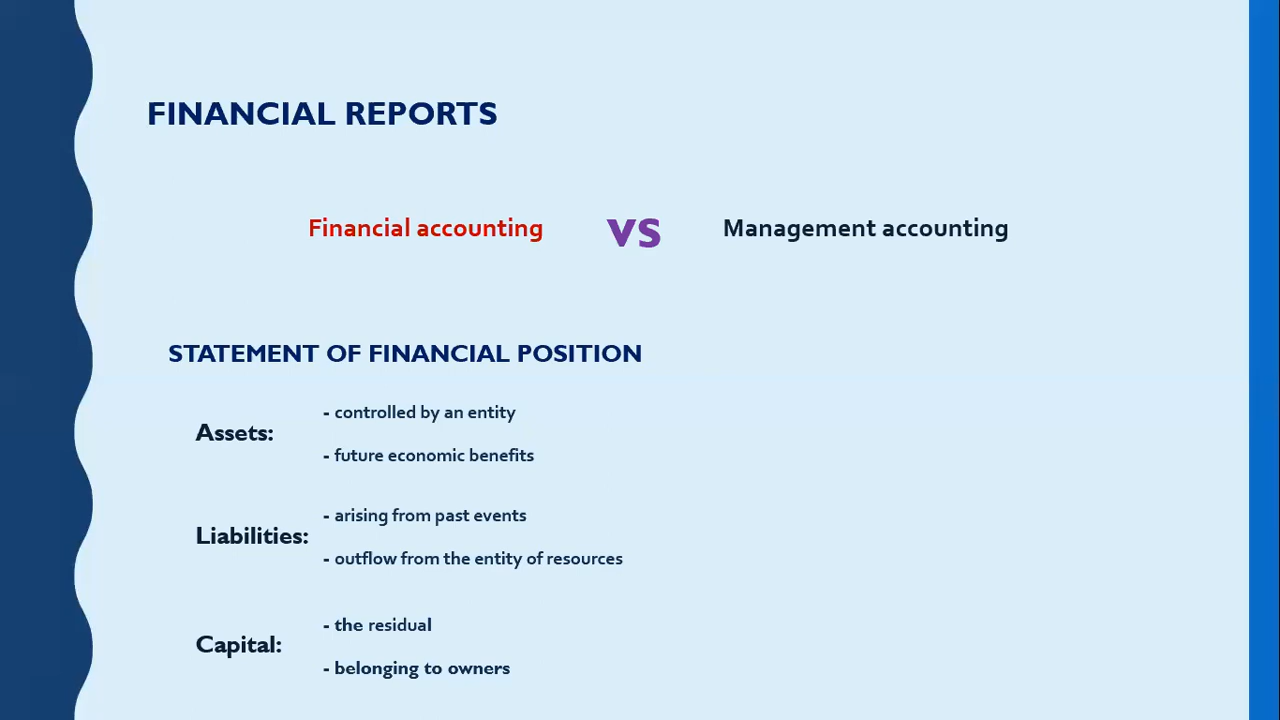 FINANCIAL REPORTS
Financial accounting VS Management accounting
STATEMENT OF FINANCIAL POSITION
Assets:
- controlled by an entity
- future economic benefits
Liabilities:
- arising from past events
- outflow from the entity of resources
Capital:
- the residual
- belonging to owners